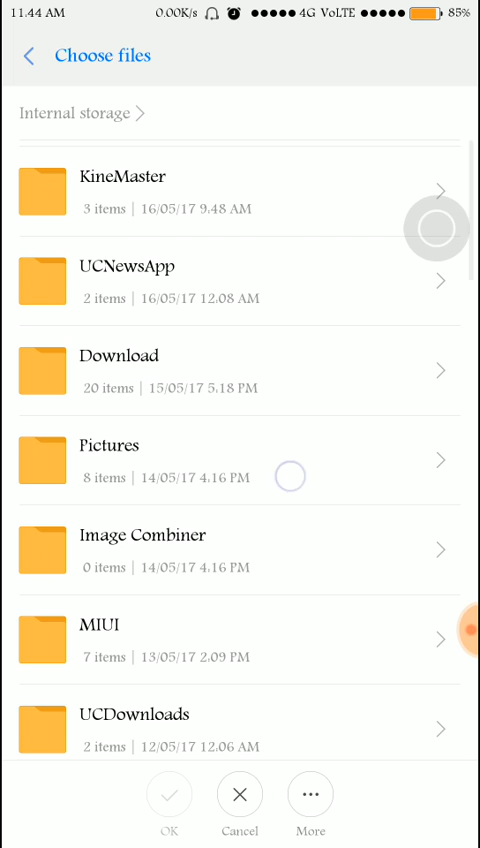 11.44 AM 0.00K/s 4G VoLTE 85%
Choose files
Internal storage
KineMaster
3 items | 16/05/17 9.48 AM
UCNewsApp
2 items | 16/05/17 12.08 AM
Download
20 items | 15/05/17 5.18 PM
Pictures
8 items | 14/05/17 4.16 PM
Image Combiner
0 items | 14/05/17 4.16 PM
MIUI
7 items | 13/05/17 2.09 PM
UCDownloads
2 items | 12/05/17 12.06 AM
OK Cancel More